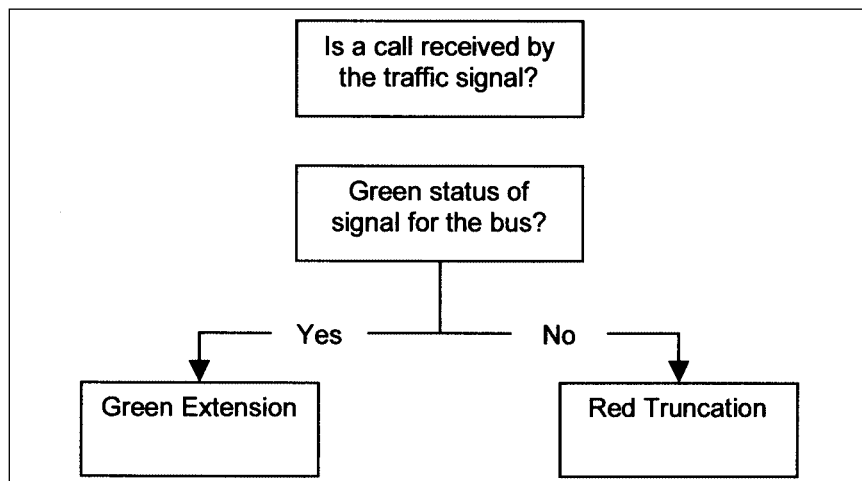 Is a call received by
the traffic signal?
Green status of
signal for the bus?
Yes
No
Green Extension
Red Truncation